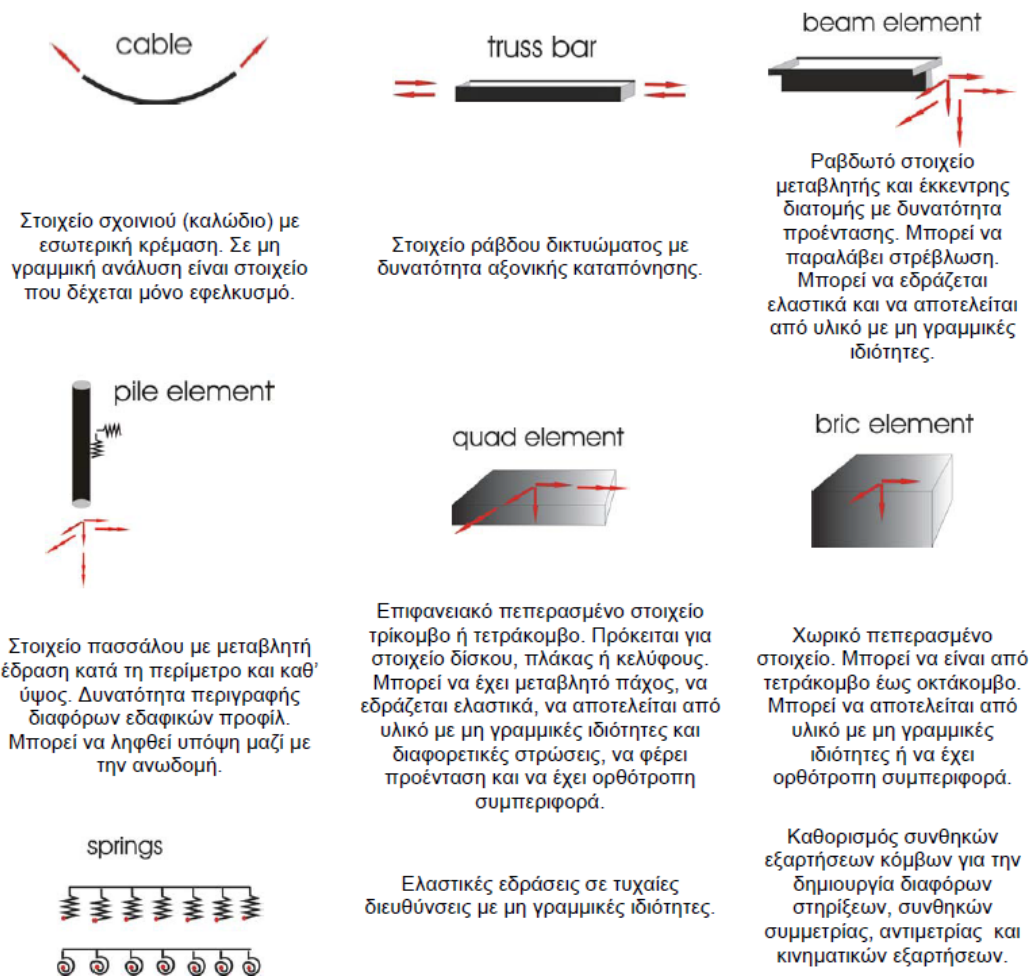 cable
Στοιχείο σχοινιού (καλώδιο) με
εσωτερική κρέμαση. Σε μη
γραμμική ανάλυση είναι στοιχείο
που δέχεται μόνο εφελκυσμό.
truss bar
Στοιχείο ράβδου δικτυώματος με
δυνατότητα αξονικής καταπόνησης.
beam element
Ραβδωτό στοιχείο
μεταβλητής και έκκεντρης
διατομής με δυνατότητα
προέντασης. Μπορεί να
παραλάβει στρέβλωση.
Μπορεί να εδράζεται
ελαστικά και να αποτελείται
από υλικό με μη γραμμικές
ιδιότητες.
pile element
Στοιχείο πασσάλου με μεταβλητή
έδραση κατά τη περίμετρο και καθ’
ύψος. Δυνατότητα περιγραφής
διαφόρων εδαφικών προφίλ.
Μπορεί να ληφθεί υπόψη μαζί με
την ανωδομή.
quad element
Επιφανειακό πεπερασμένο στοιχείο
τρίκομβο ή τετράκομβο. Πρόκειται για
στοιχείο δίσκου, πλάκας ή κελύφους.
Μπορεί να έχει μεταβλητό πάχος, να
εδράζεται ελαστικά, να αποτελείται από
υλικό με μη γραμμικές ιδιότητες και
διαφορετικές στρώσεις, να φέρει
προένταση και να έχει ορθότροπη
συμπεριφορά.
bric element
Χωρικό πεπερασμένο
στοιχείο. Μπορεί να είναι από
τετράκομβο έως οκτάκομβο.
Μπορεί να αποτελείται από
υλικό με μη γραμμικές
ιδιότητες ή να έχει
ορθότροπη συμπεριφορά.
springs
Ελαστικές εδράσεις σε τυχαίες
διευθύνσεις με μη γραμμικές ιδιότητες.
Καθορισμός συνθηκών
εξαρτήσεων κόμβων για την
δημιουργία διαφόρων
στηρίξεων, συνθηκών
συμμετρίας, αντιμετρίας και
κινηματικών εξαρτήσεων.